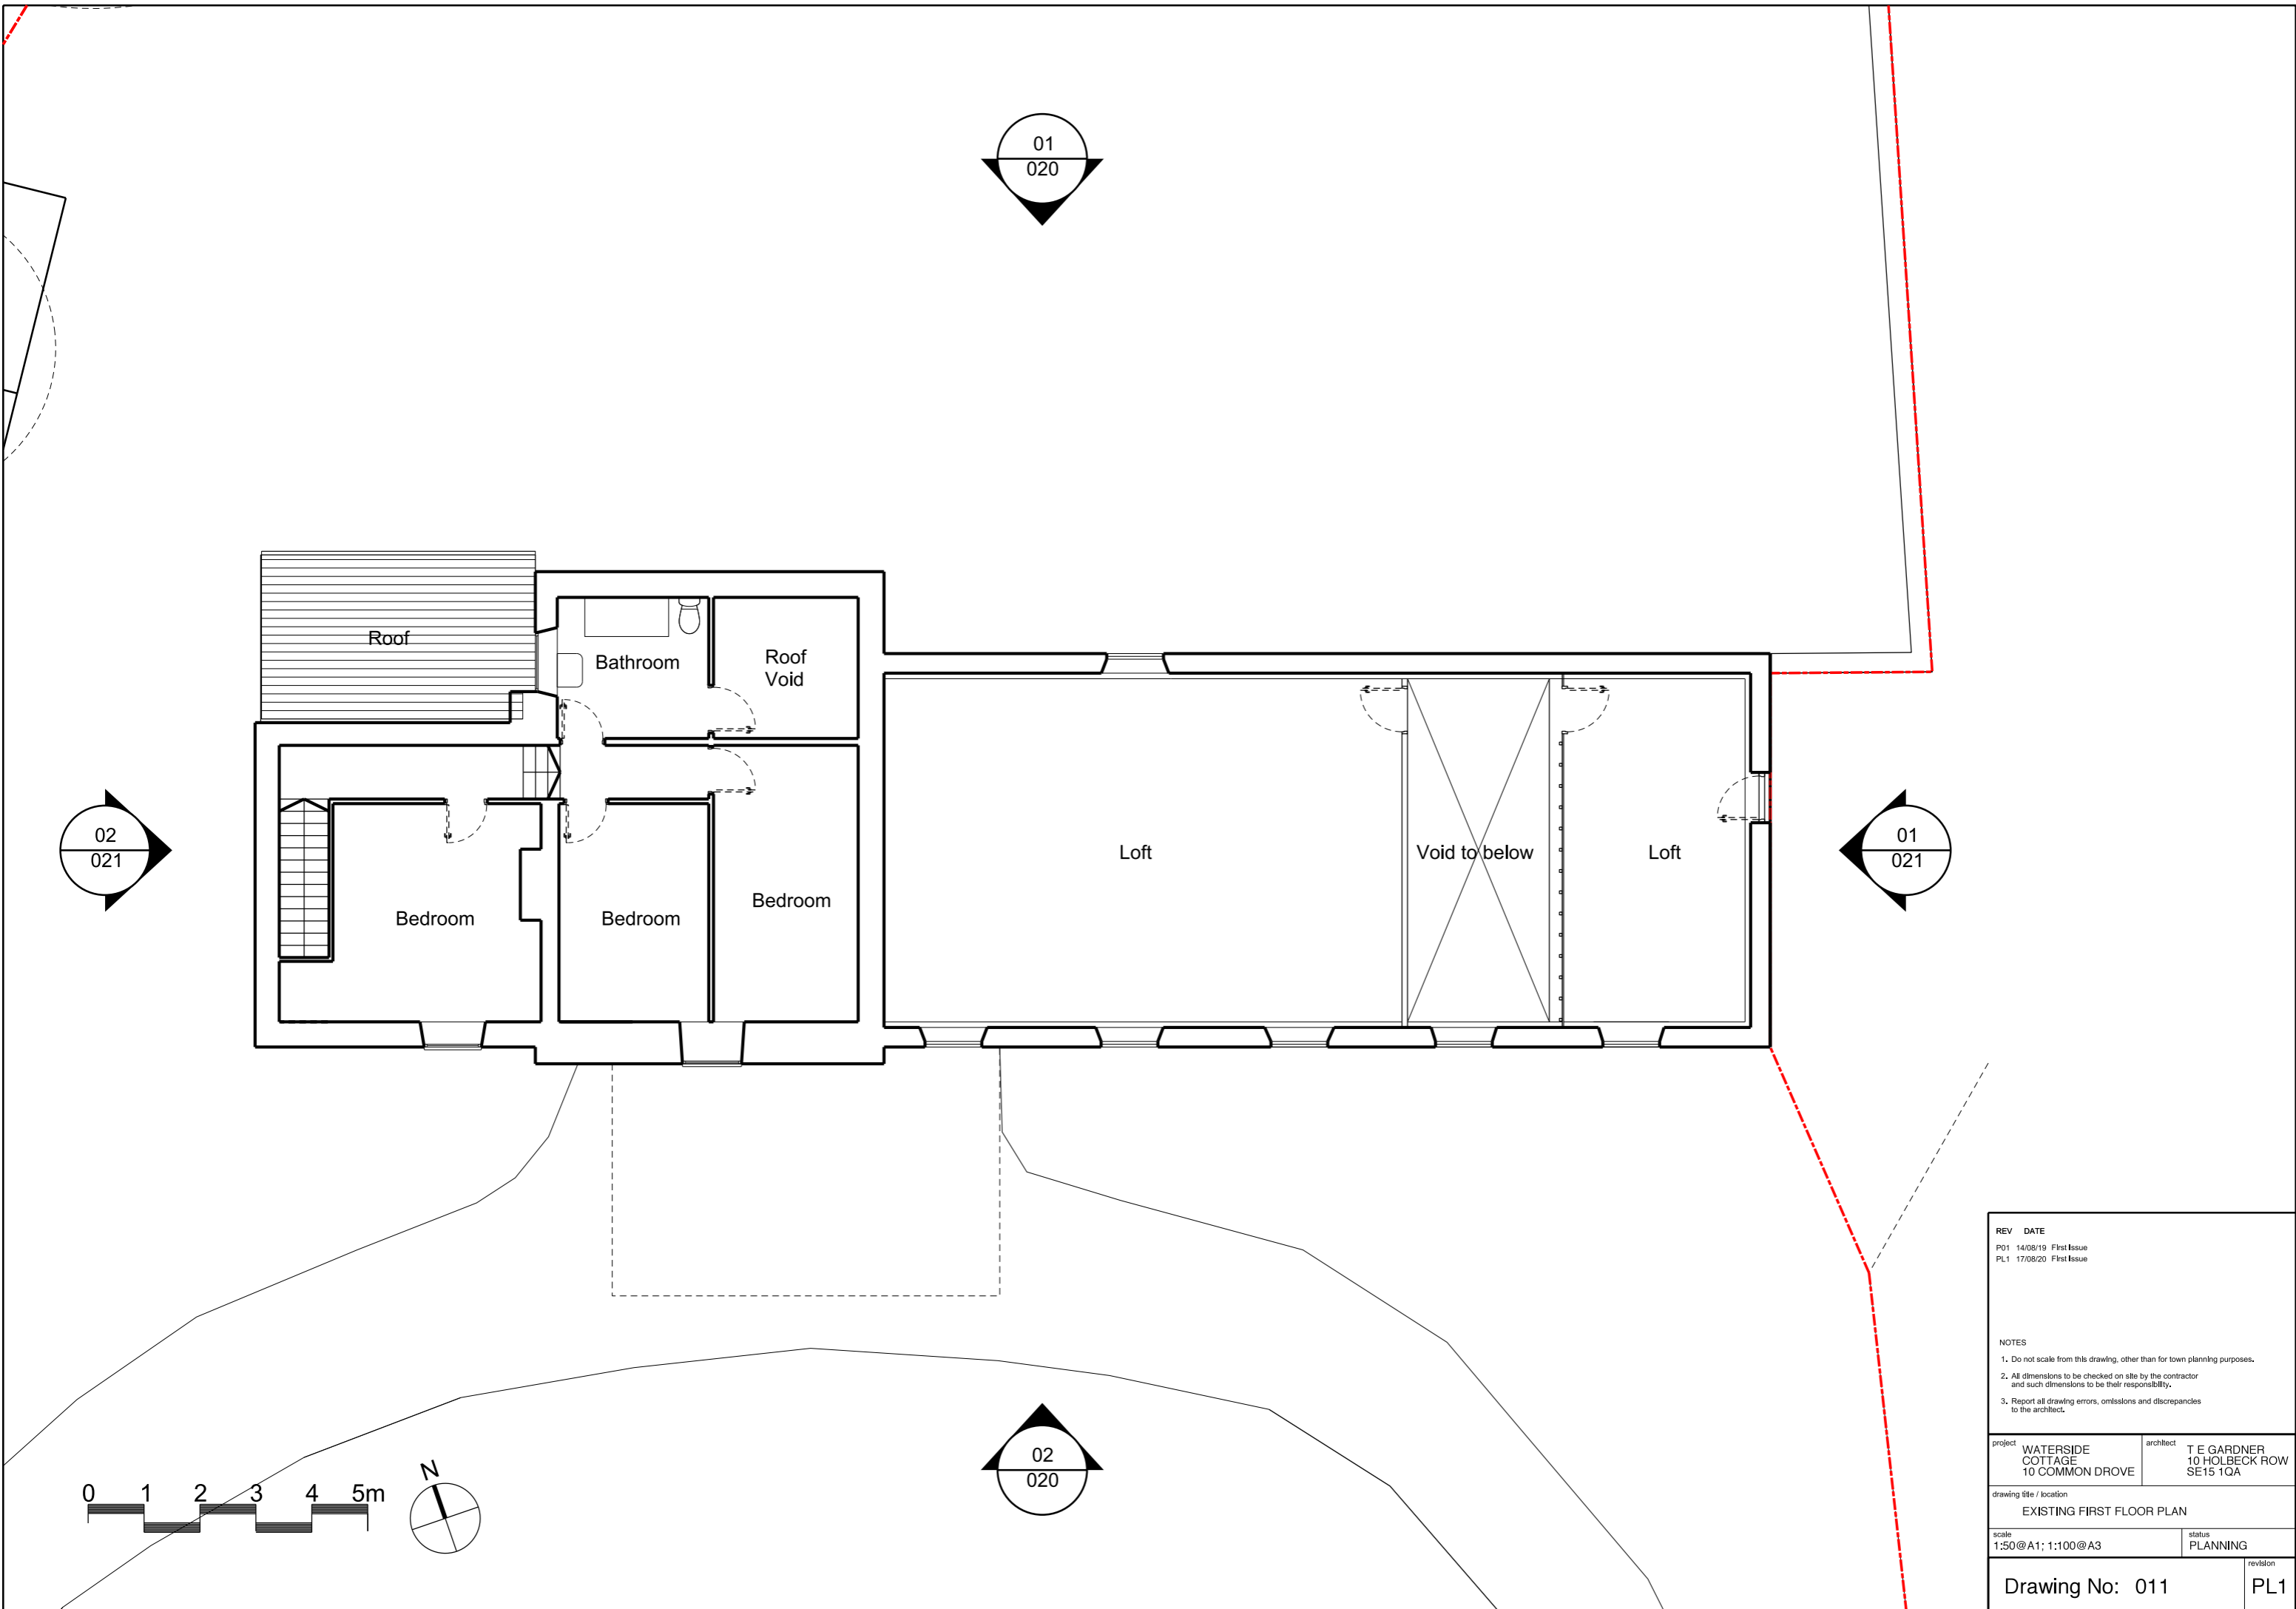 01
020
Roof
Bathroom
Roof
Void
02
021
Loft
Void to below
Loft
01
021
Bedroom
Bedroom
Bedroom
02
020
0 1 2 3 4 5m
N
REV DATE
P01 14/08/19 First Issue
PL1 17/08/20 First Issue
NOTES
1. Do not scale from this drawing, other than for town planning purposes.
2. All dimensions to be checked on site by the contractor
and such dimensions to be their responsibility.
3. Report all drawing errors, omissions and discrepancies
to the architect.
project
WATERSIDE
COTTAGE
10 COMMON DROVE
architect
T E GARDNER
10 HOLBECK ROW
SE15 1QA
drawing title / location
EXISTING FIRST FLOOR PLAN
scale
1:50@A1; 1:100@A3
status
PLANNING
Drawing No: 011
revision
PL1